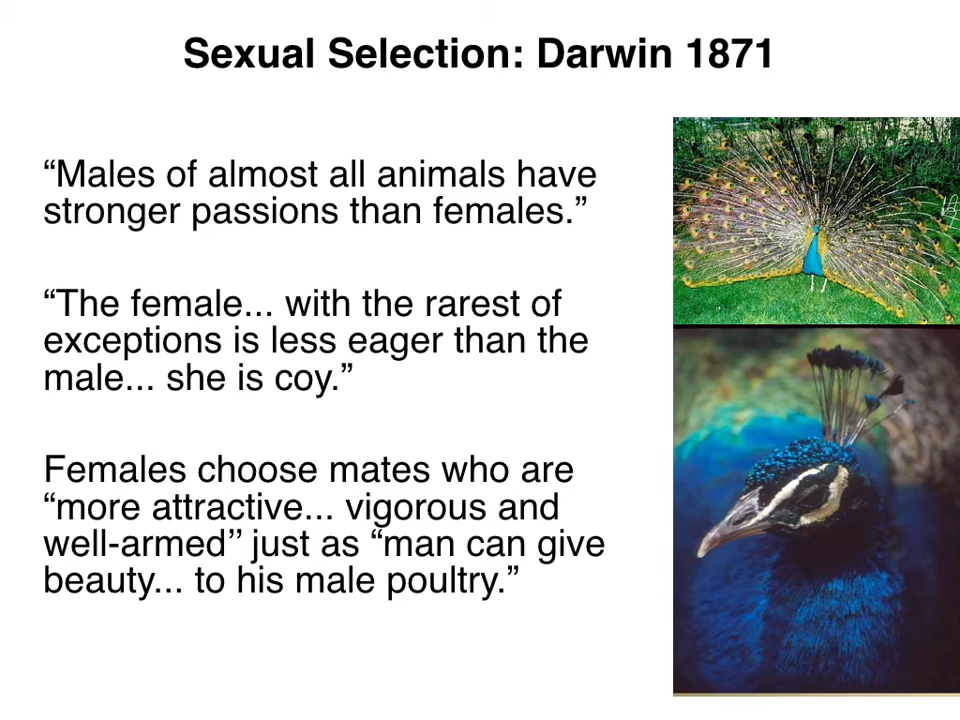 Sexual Selection: Darwin 1871
“Males of almost all animals have
stronger passions than females.”
“The female... with the rarest of
exceptions is less eager than the
male... she is coy.”
Females choose mates who are
“more attractive... vigorous and
well-armed” just as “man can give
beauty... to his male poultry.”